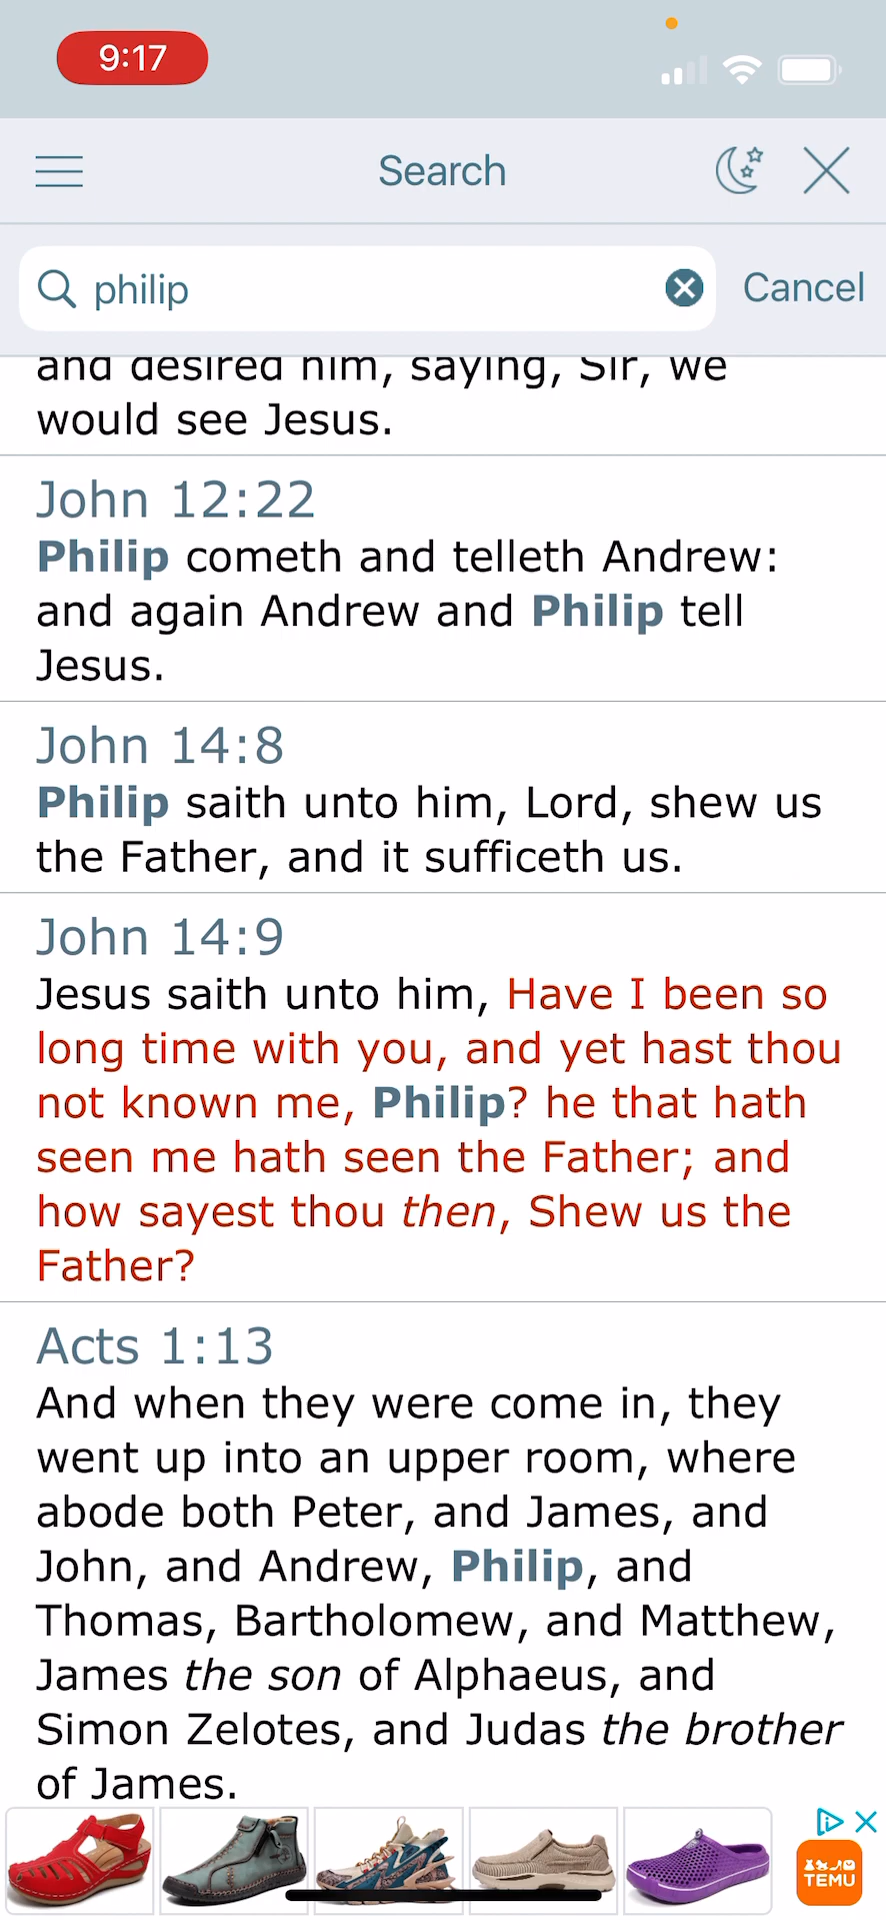 9:17
Search
philip
Cancel
and desired him, saying, Sir, we
would see Jesus.
John 12:22
Philip cometh and telleth Andrew:
and again Andrew and Philip tell
Jesus.
John 14:8
Philip saith unto him, Lord, shew us
the Father, and it sufficeth us.
John 14:9
Jesus saith unto him, Have I been so
long time with you, and yet hast thou
not known me, Philip? he that hath
seen me hath seen the Father; and
how sayest thou then, Shew us the
Father?
Acts 1:13
And when they were come in, they
went up into an upper room, where
abode both Peter, and James, and
John, and Andrew, Philip, and
Thomas, Bartholomew, and Matthew,
James the son of Alphaeus, and
Simon Zelotes, and Judas the brother
of James.
TEMU